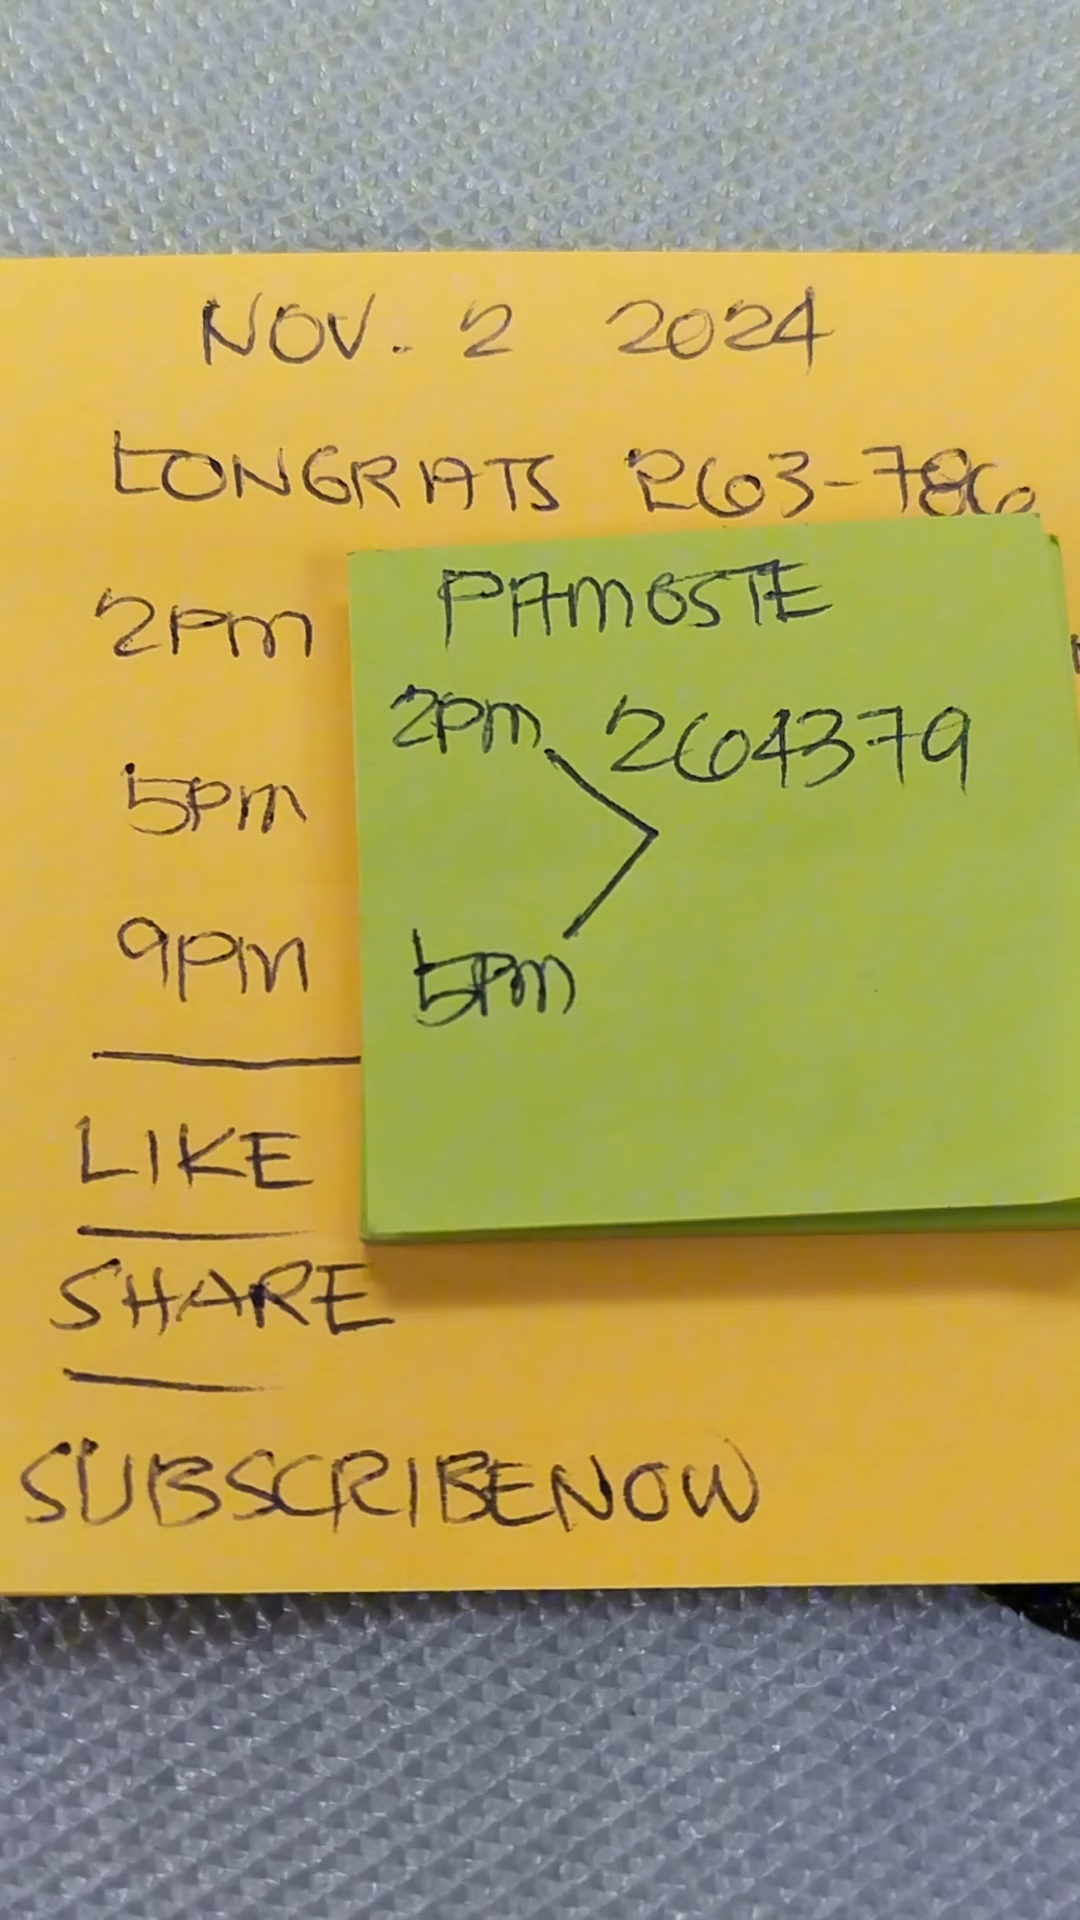 NOV. 2 2024
CONGRATS 263-786
2pm
5pm
9pm
PAMOSTE
2pm 264379
5pm
LIKE
SHARE
SUBSCRIBENOW